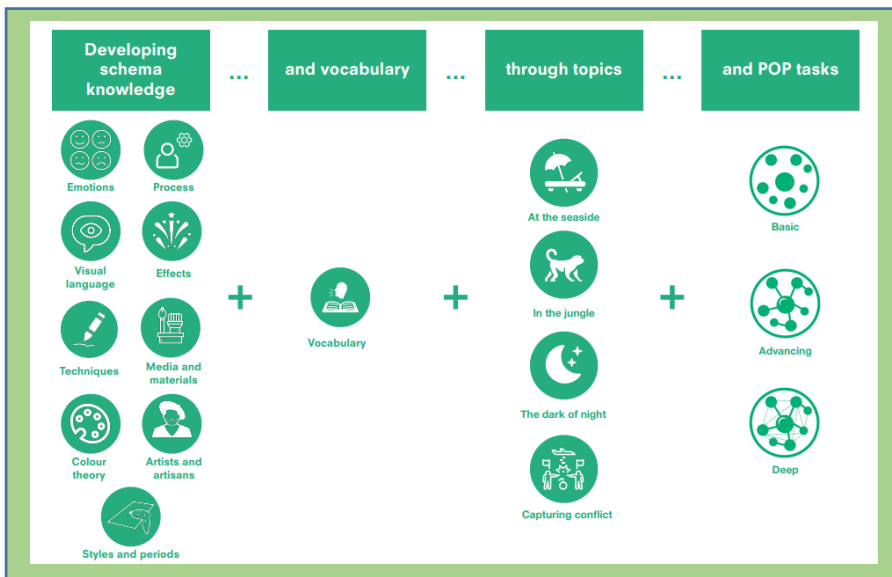 Developing
schema
knowledge
...
and vocabulary
...
through topics
...
and POP tasks
Emotions
Process
Visual
language
Effects
Techniques
Media and
materials
Colour
theory
Artists and
artisans
Styles and periods
+
Vocabulary
+
At the seaside
In the jungle
The dark of night
Capturing conflict
+
Basic
Advancing
Deep